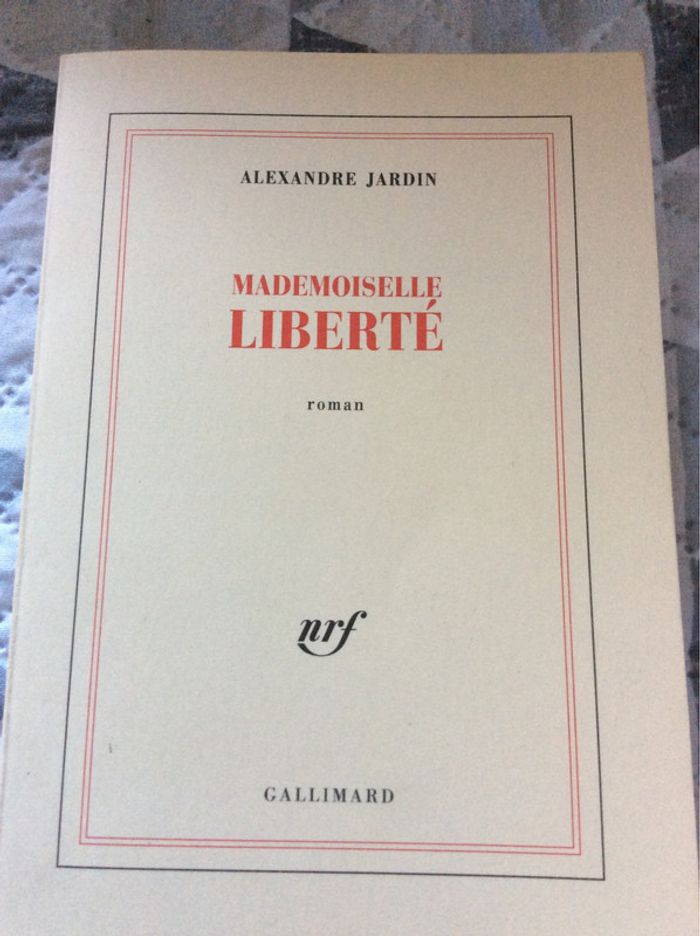 ALEXANDRE JARDIN
MADEMOISELLE
LIBERTÉ
roman
nrf
GALLIMARD